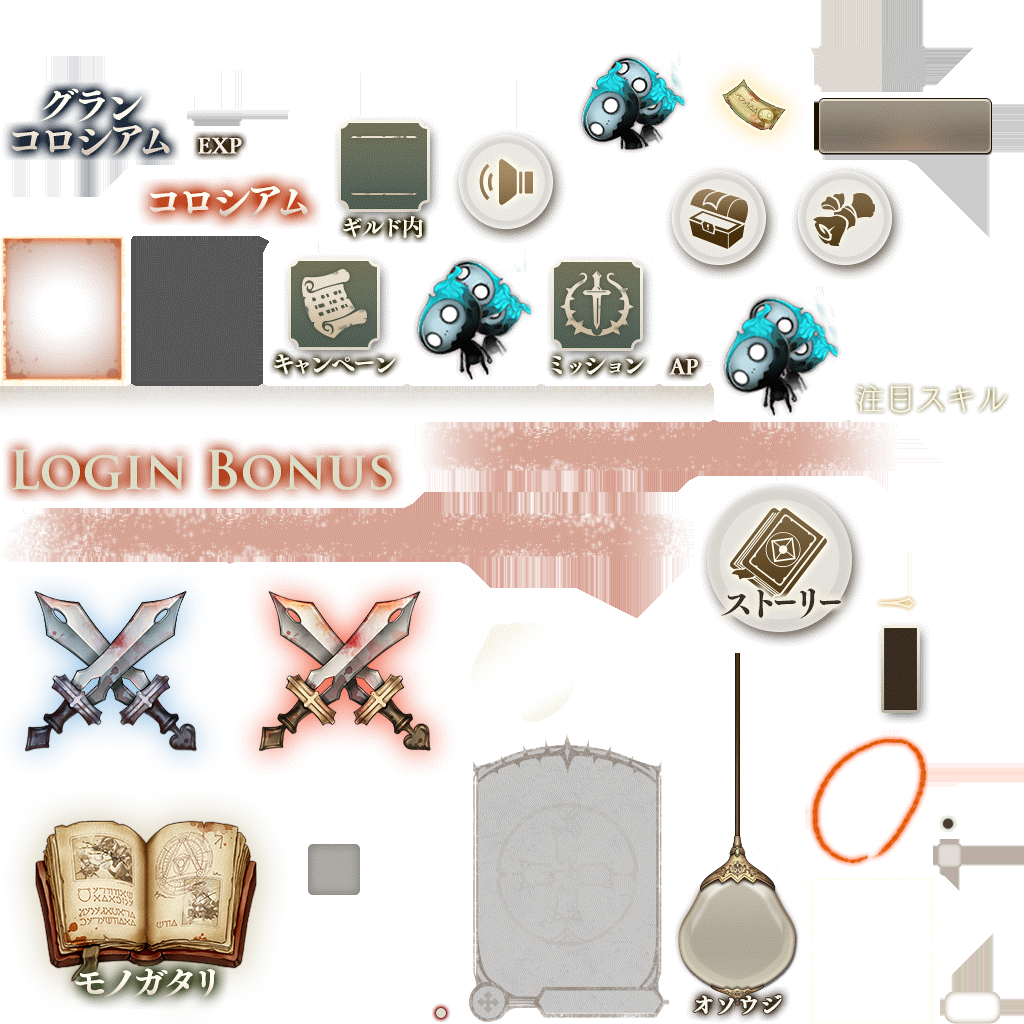 グラン
コロシアム
EXP
コロシアム
ギルド内
キャンペーン
ミッション
AP
注目スキル
LOGIN BONUS
ストーリー
モノガタリ
オソウジ